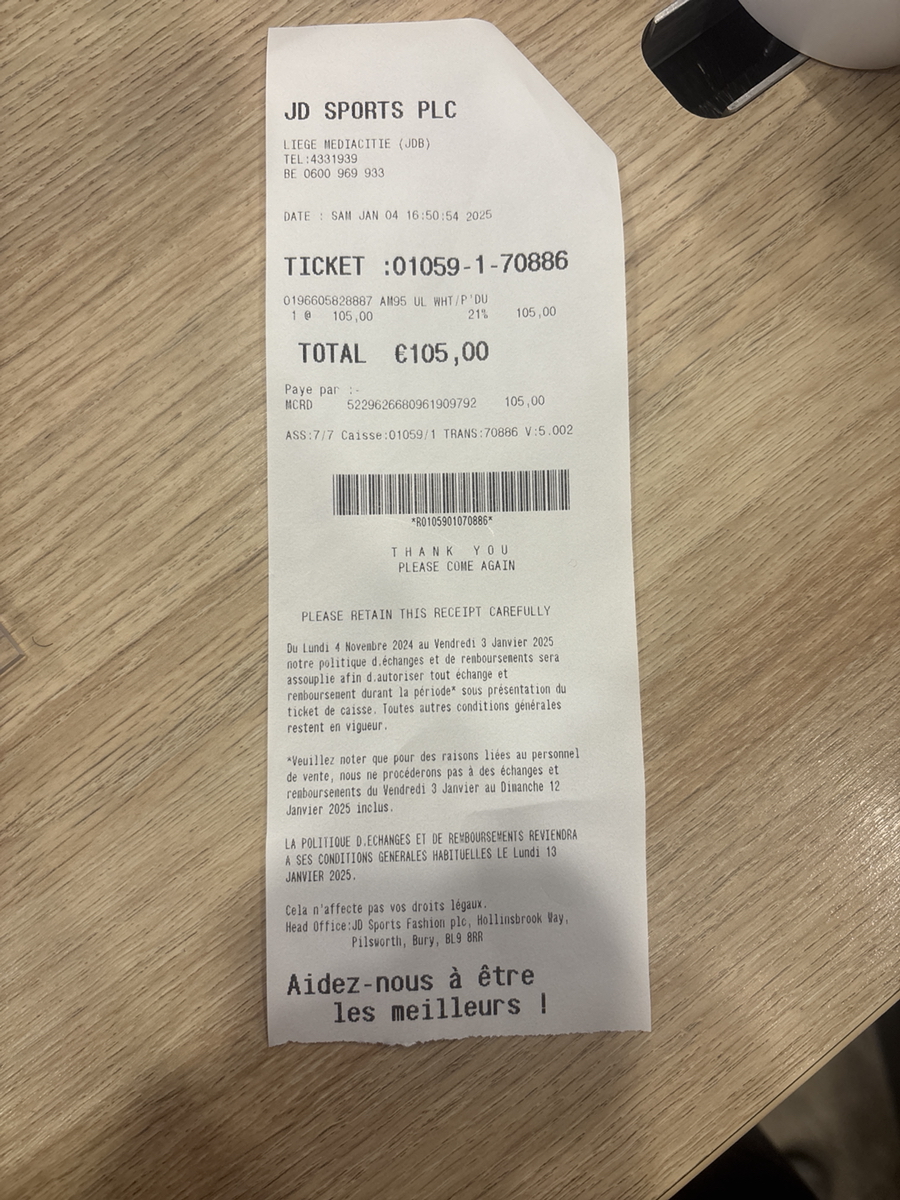 JD SPORTS PLC
LIEGE MEDIACITIE (JDB)
TEL:4331939
BE 0600 969 933
DATE : SAM JAN 04 16:50:54 2025
TICKET :01059-1-70886
0196605828887 AM95 UL WHT/P'DU
1 @ 105,00 21% 105,00
TOTAL €105,00
Paye par :-
MCRD 5229626680961909792 105,00
ASS:7/7 Caisse:01059/1 TRANS:70886 V:5.002
*R0105901070886*
THANK YOU
PLEASE COME AGAIN
PLEASE RETAIN THIS RECEIPT CAREFULLY
Du Lundi 4 Novembre 2024 au Vendredi 3 Janvier 2025
notre politique d.échanges et de remboursements sera
assouplie afin d.autoriser tout échange et
remboursement durant la période* sous présentation du
ticket de caisse. Toutes autres conditions générales
restent en vigueur.
*Veuillez noter que pour des raisons liées au personnel
de vente, nous ne procéderons pas à des échanges et
remboursements du Vendredi 3 Janvier au Dimanche 12
Janvier 2025 inclus.
LA POLITIQUE D.ECHANGES ET DE REMBOURSEMENTS REVIENDRA
A SES CONDITIONS GENERALES HABITUELLES LE Lundi 13
JANVIER 2025.
Cela n'affecte pas vos droits légaux.
Head Office:JD Sports Fashion plc, Hollinsbrook Way,
Pilsworth, Bury, BL9 8RR
Aidez-nous à être
les meilleurs !